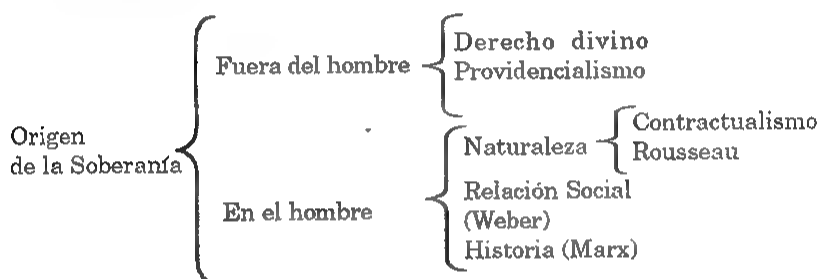 Origen
de la Soberanía
Fuera del hombre
Derecho divino
Providencialismo
En el hombre
Naturaleza
Contractualismo
Rousseau
Relación Social
(Weber)
Historia (Marx)